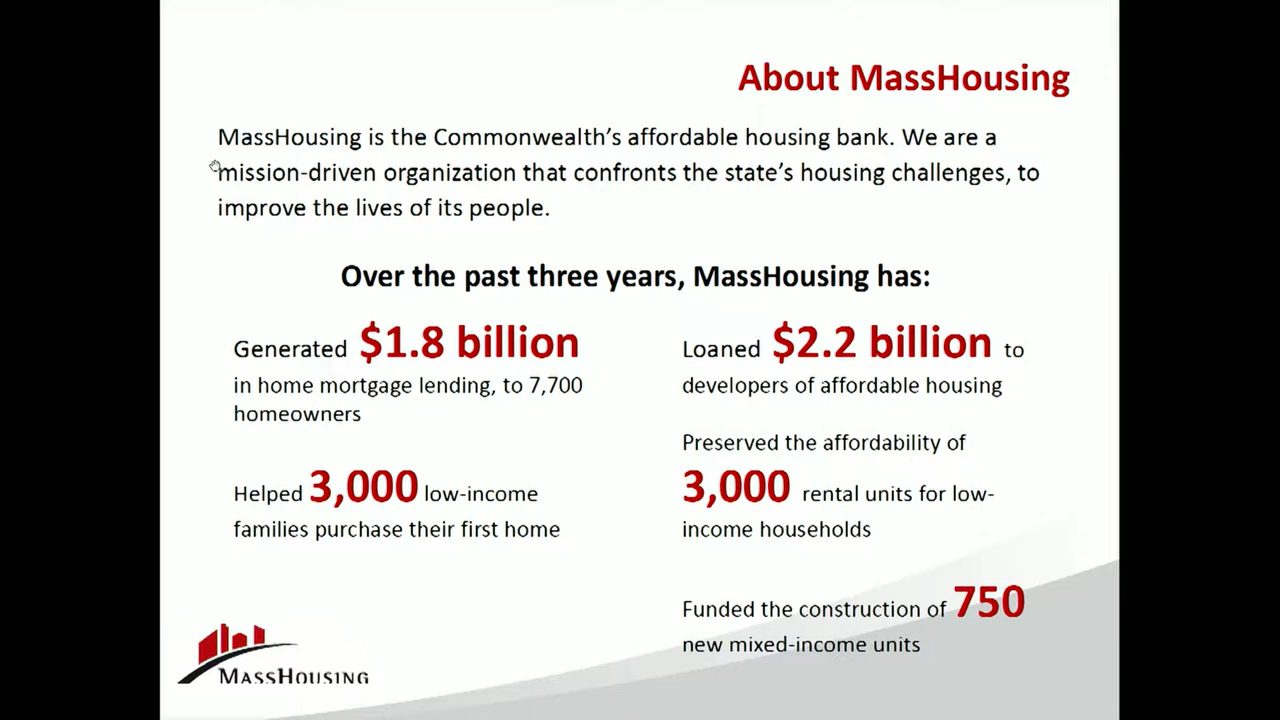 About MassHousing
MassHousing is the Commonwealth’s affordable housing bank. We are a
mission-driven organization that confronts the state’s housing challenges, to
improve the lives of its people.
Over the past three years, MassHousing has:
Generated $1.8 billion
in home mortgage lending, to 7,700
homeowners
Helped 3,000 low-income
families purchase their first home
Loaned $2.2 billion to
developers of affordable housing
Preserved the affordability of
3,000 rental units for low-
income households
Funded the construction of 750
new mixed-income units
MASSHOUSING